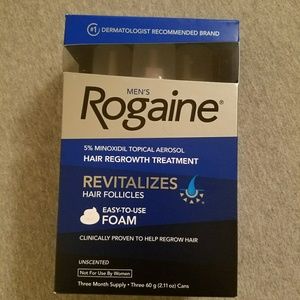 #1 DERMATOLOGIST RECOMMENDED BRAND
MEN'S
Rogaine®
5% MINOXIDIL TOPICAL AEROSOL
HAIR REGROWTH TREATMENT
REVITALIZES
HAIR FOLLICLES
EASY-TO-USE
FOAM
CLINICALLY PROVEN TO HELP REGROW HAIR
UNSCENTED
Not For Use By Women
Three Month Supply • Three 60 g (2.11 oz) Cans